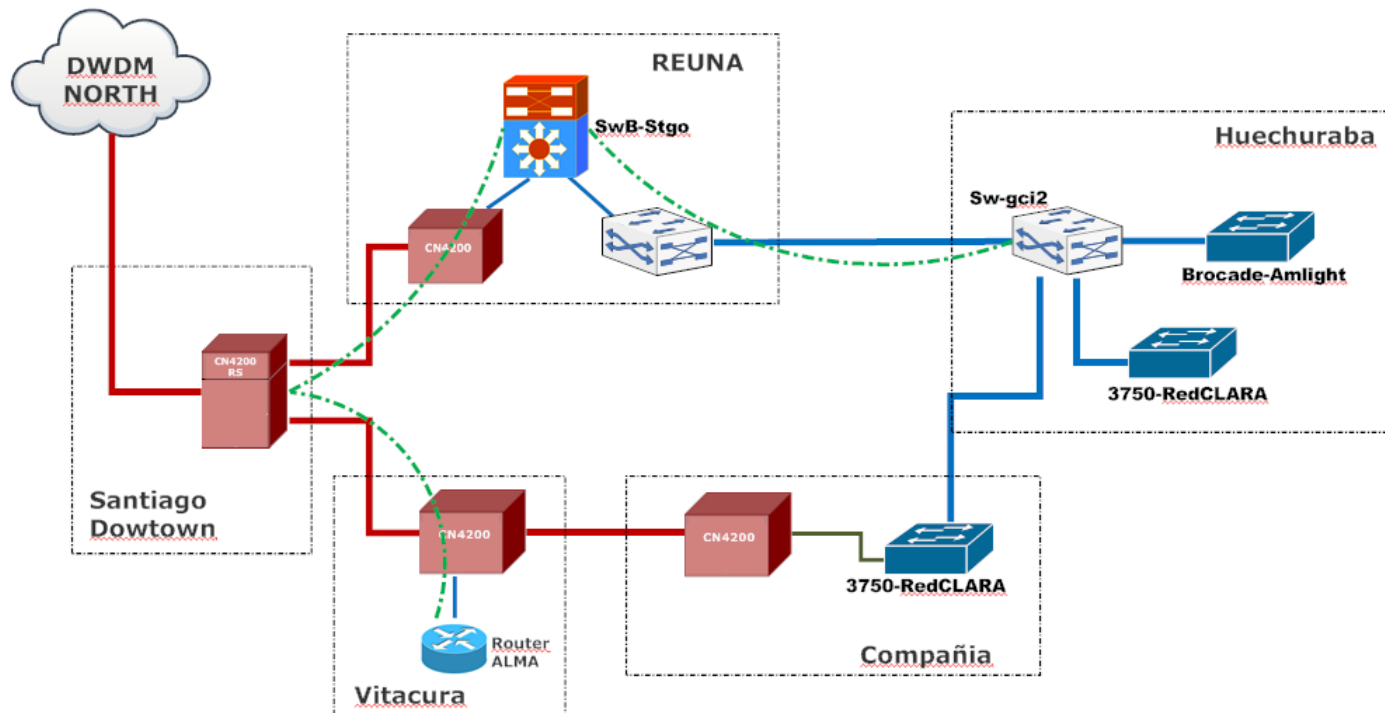 DWDM
NORTH
REUNA
SwB-Stgo
CN4200
Huechuraba
Sw-gci2
Brocade-Amlight
3750-RedCLARA
CN4200
RS
Santiago
Dowtown
CN4200
Router
ALMA
Vitacura
CN4200
3750-RedCLARA
Compañia